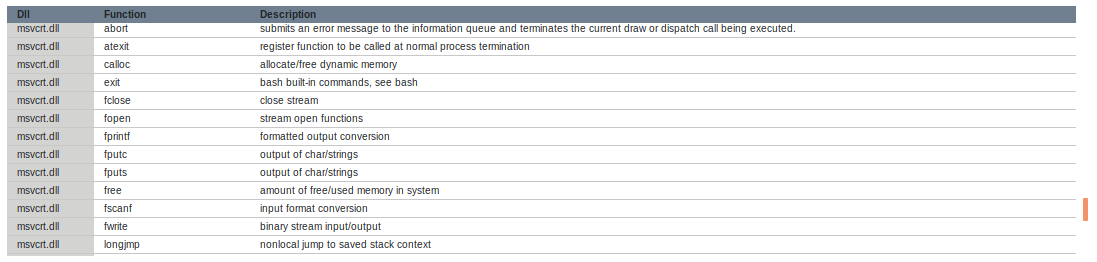 Dll Function Description
msvcrt.dll abort submits an error message to the information queue and terminates the current draw or dispatch call being executed.
msvcrt.dll atexit register function to be called at normal process termination
msvcrt.dll calloc allocate/free dynamic memory
msvcrt.dll exit bash built-in commands, see bash
msvcrt.dll fclose close stream
msvcrt.dll fopen stream open functions
msvcrt.dll fprintf formatted output conversion
msvcrt.dll fputc output of char/strings
msvcrt.dll fputs output of char/strings
msvcrt.dll free amount of free/used memory in system
msvcrt.dll fscanf input format conversion
msvcrt.dll fwrite binary stream input/output
msvcrt.dll longjmp nonlocal jump to saved stack context